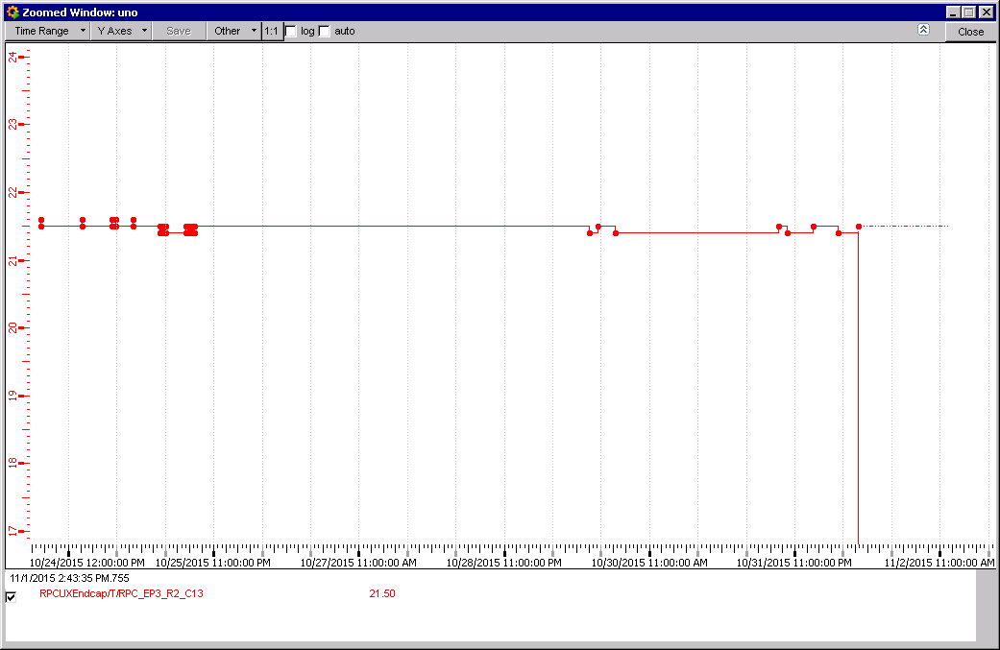 Zoomed Window: uno
Time Range Y Axes Save Other 1:1 log auto Close
24
23
22
21
20
19
18
17
10/24/2015 12:00:00 PM 10/25/2015 11:00:00 PM 10/27/2015 11:00:00 AM 10/28/2015 11:00:00 PM 10/30/2015 11:00:00 AM 10/31/2015 11:00:00 PM 11/2/2015 11:00:00 AM
11/1/2015 2:43:35 PM.755
RPCUXEndcap/T/RPC_EP3_R2_C13 21.50